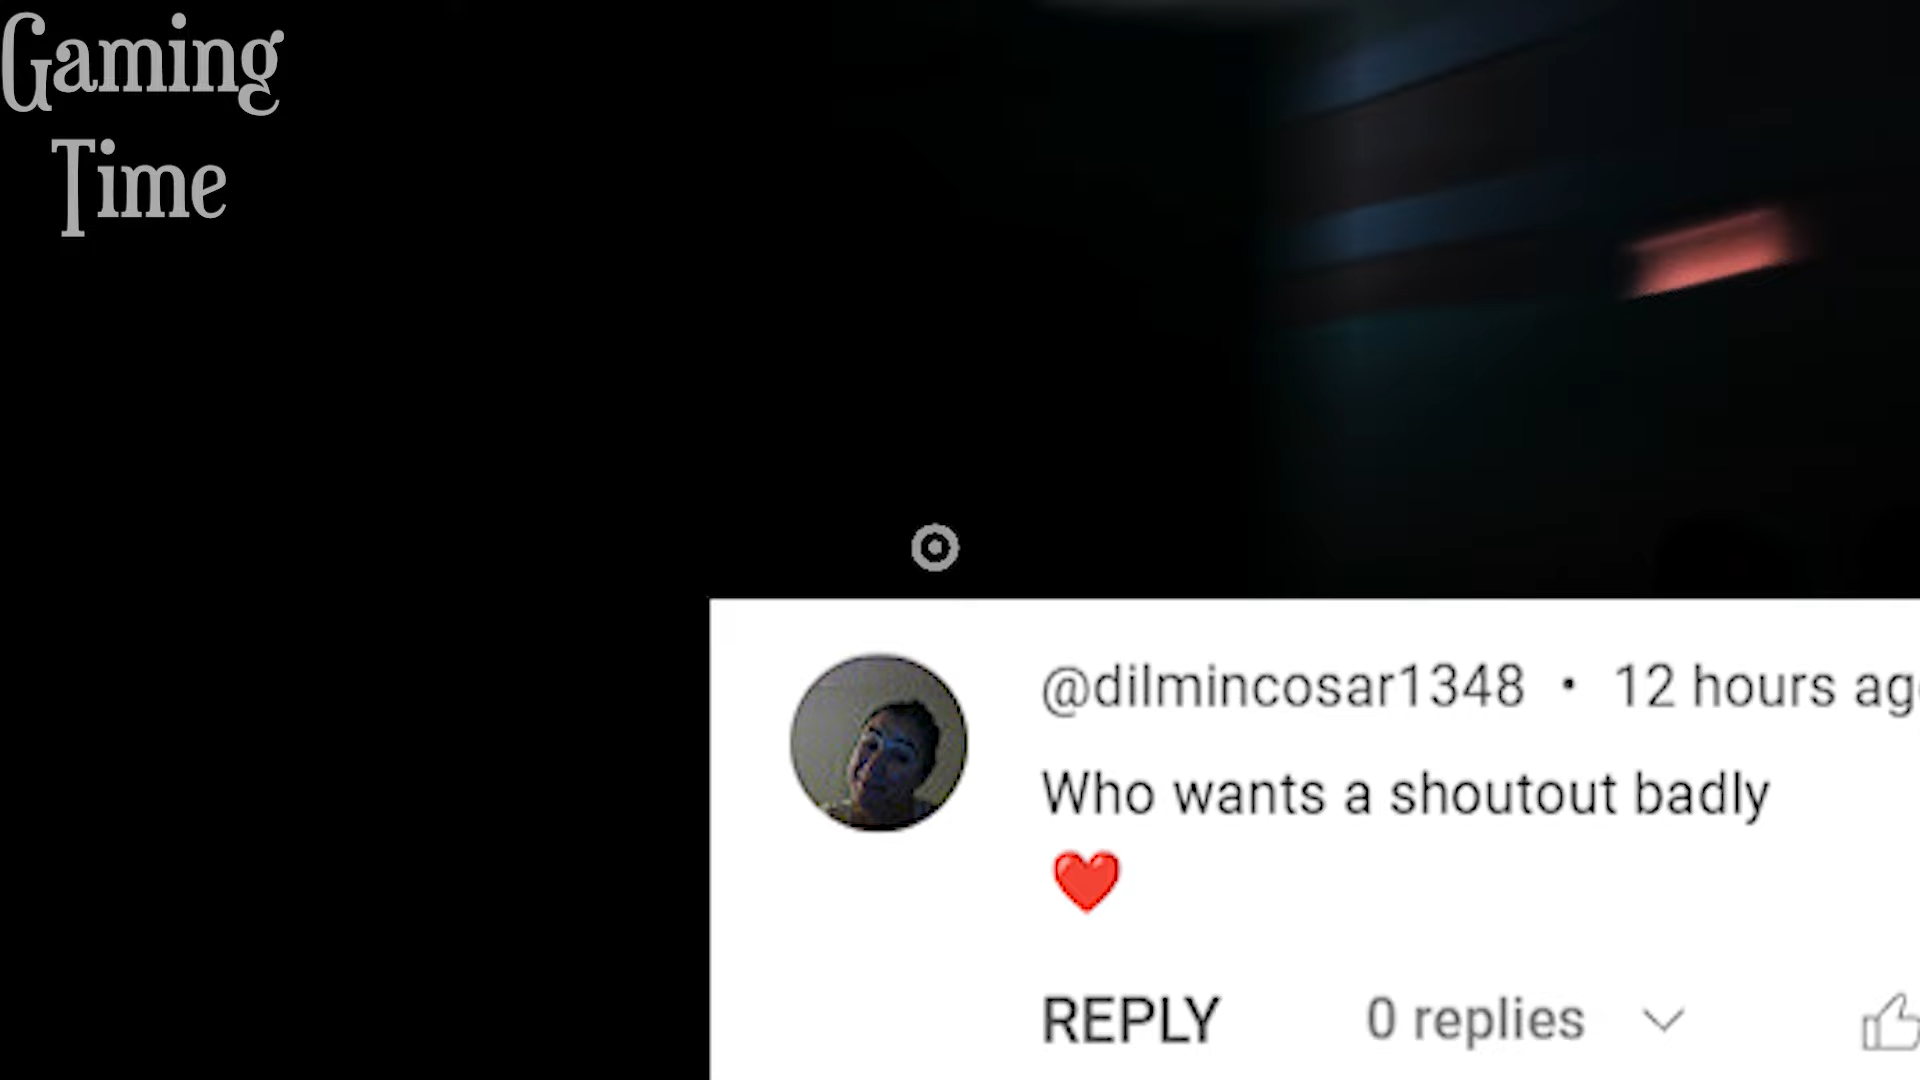 Gaming
Time
@dilmincosar1348 • 12 hours ag
Who wants a shoutout badly
❤️
REPLY 0 replies